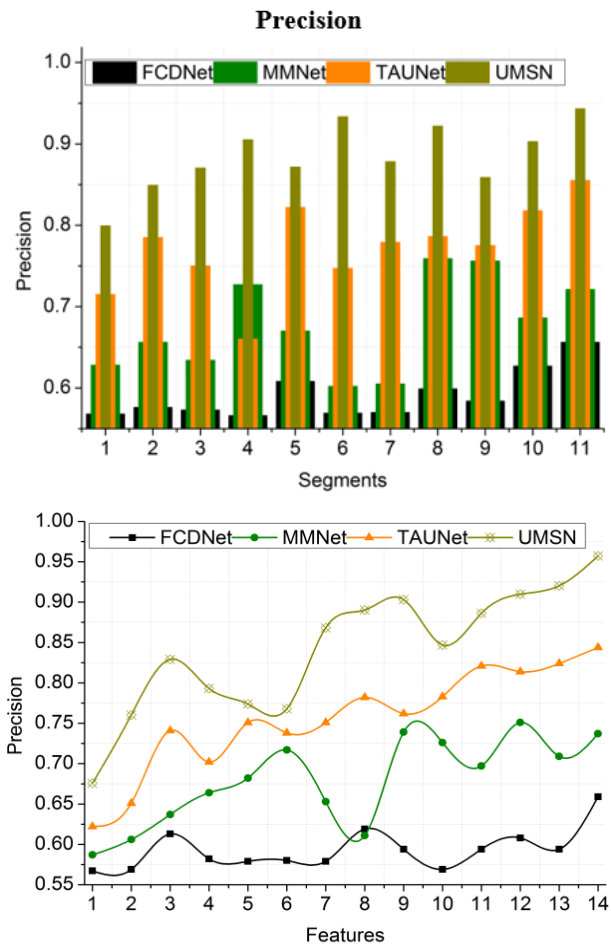 Precision
1.0
FCDNet MMNet TAUNet UMSN
0.9
0.8
Precision
0.7
0.6
1 2 3 4 5 6 7 8 9 10 11
Segments
1.00
FCDNet MMNet TAUNet UMSN
0.95
0.90
0.85
0.80
Precision
0.75
0.70
0.65
0.60
0.55
1 2 3 4 5 6 7 8 9 10 11 12 13 14
Features